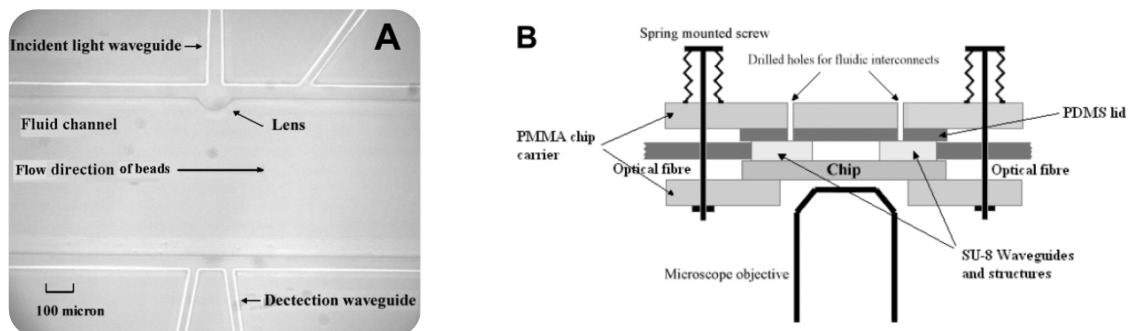 A
Incident light waveguide
Fluid channel
Lens
Flow direction of beads
100 micron
Dectection waveguide
B
Spring mounted screw
Drilled holes for fluidic interconnects
PDMS lid
PMMA chip
carrier
Optical fibre
Chip
Optical fibre
SU-8 Waveguides
and structures
Microscope objective